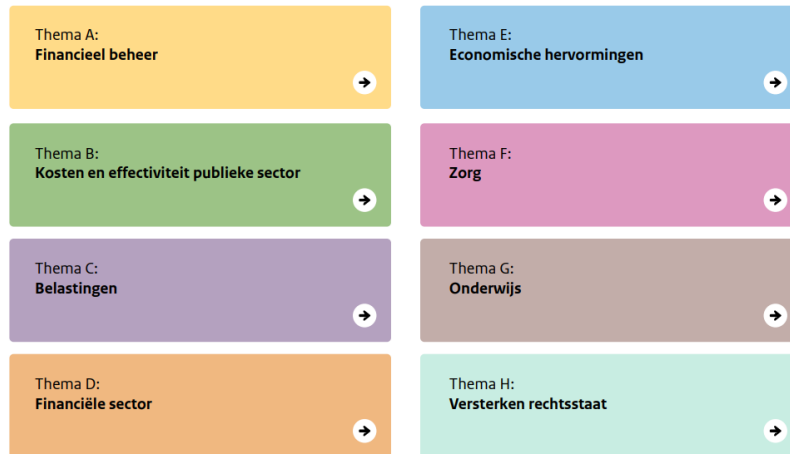 Thema A:
Financieel beheer
Thema B:
Kosten en effectiviteit publieke sector
Thema C:
Belastingen
Thema D:
Financiële sector
Thema E:
Economische hervormingen
Thema F:
Zorg
Thema G:
Onderwijs
Thema H:
Versterken rechtsstaat